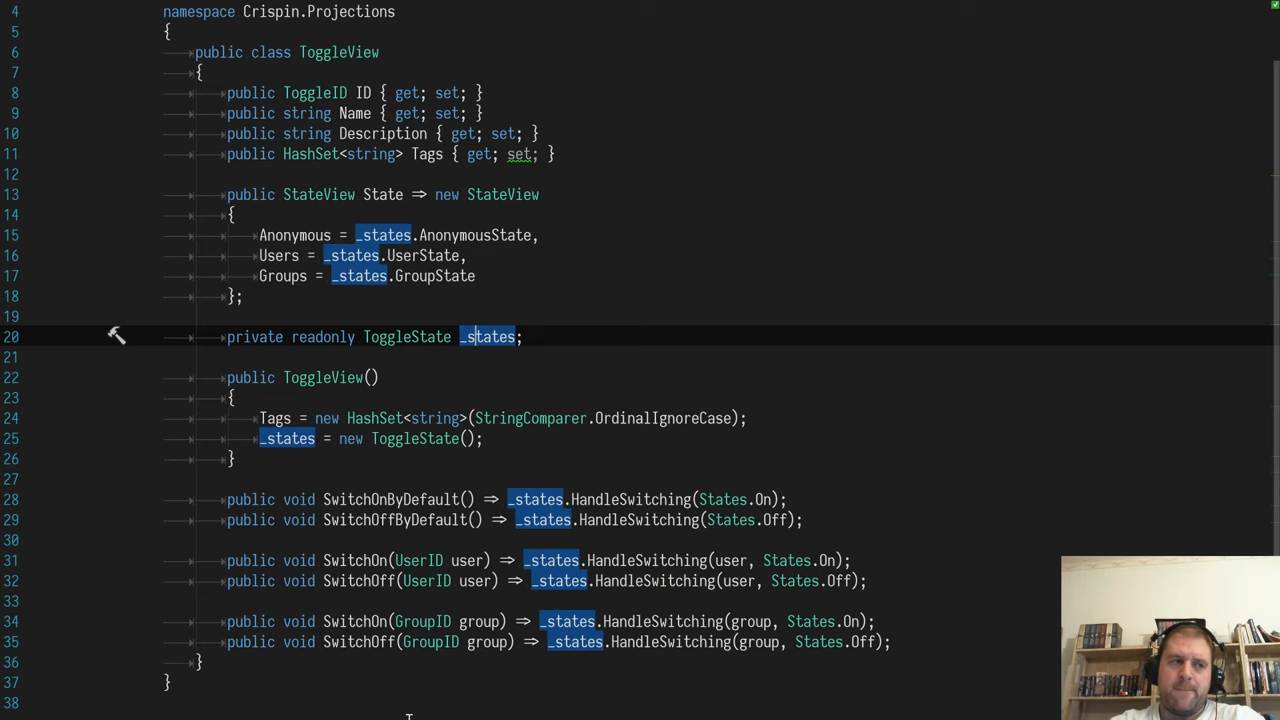 4 namespace Crispin.Projections
5 {
6 public class ToggleView
7 {
8 public ToggleID ID { get; set; }
9 public string Name { get; set; }
10 public string Description { get; set; }
11 public HashSet<string> Tags { get; set; }
12
13 public StateView State => new StateView
14 {
15 Anonymous = _states.AnonymousState,
16 Users = _states.UserState,
17 Groups = _states.GroupState
18 };
19
20 private readonly ToggleState _states;
21
22 public ToggleView()
23 {
24 Tags = new HashSet<string>(StringComparer.OrdinalIgnoreCase);
25 _states = new ToggleState();
26 }
27
28 public void SwitchOnByDefault() => _states.HandleSwitching(States.On);
29 public void SwitchOffByDefault() => _states.HandleSwitching(States.Off);
30
31 public void SwitchOn(UserID user) => _states.HandleSwitching(user, States.On);
32 public void SwitchOff(UserID user) => _states.HandleSwitching(user, States.Off);
33
34 public void SwitchOn(GroupID group) => _states.HandleSwitching(group, States.On);
35 public void SwitchOff(GroupID group) => _states.HandleSwitching(group, States.Off);
36 }
37 }
38